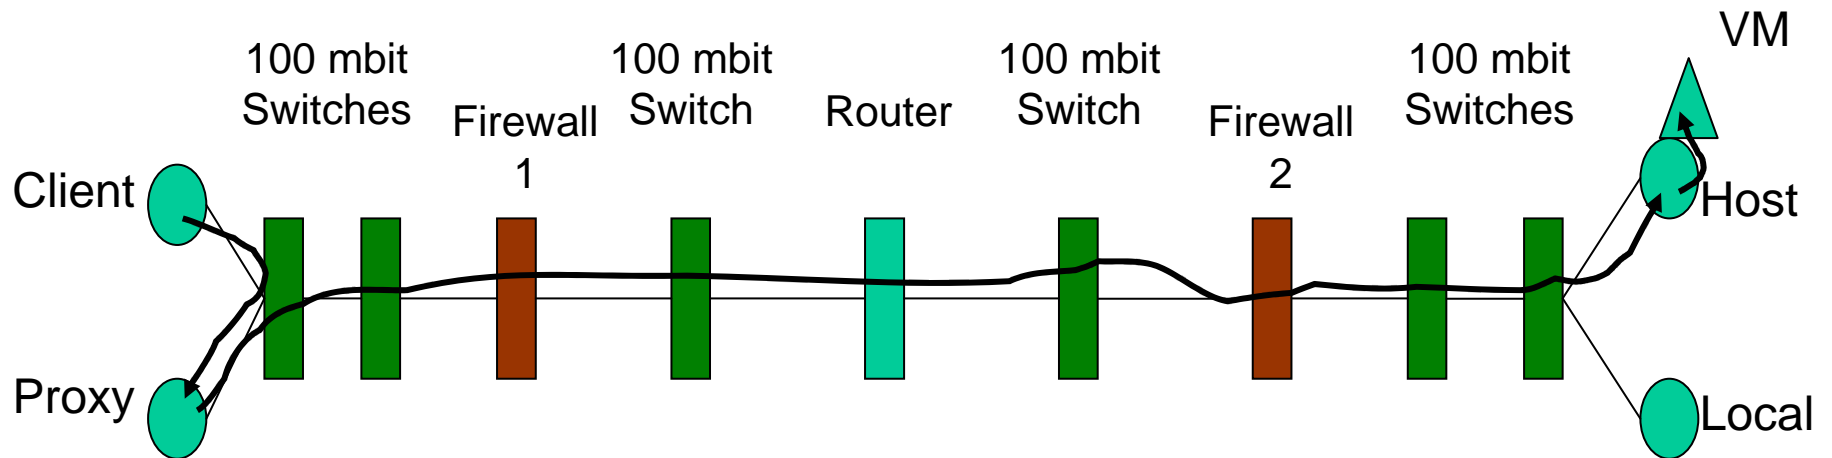 VM
100 mbit
Switches
100 mbit
Switch
100 mbit
Switch
100 mbit
Switches
Firewall
1
Router
Firewall
2
Client
Host
Proxy
Local